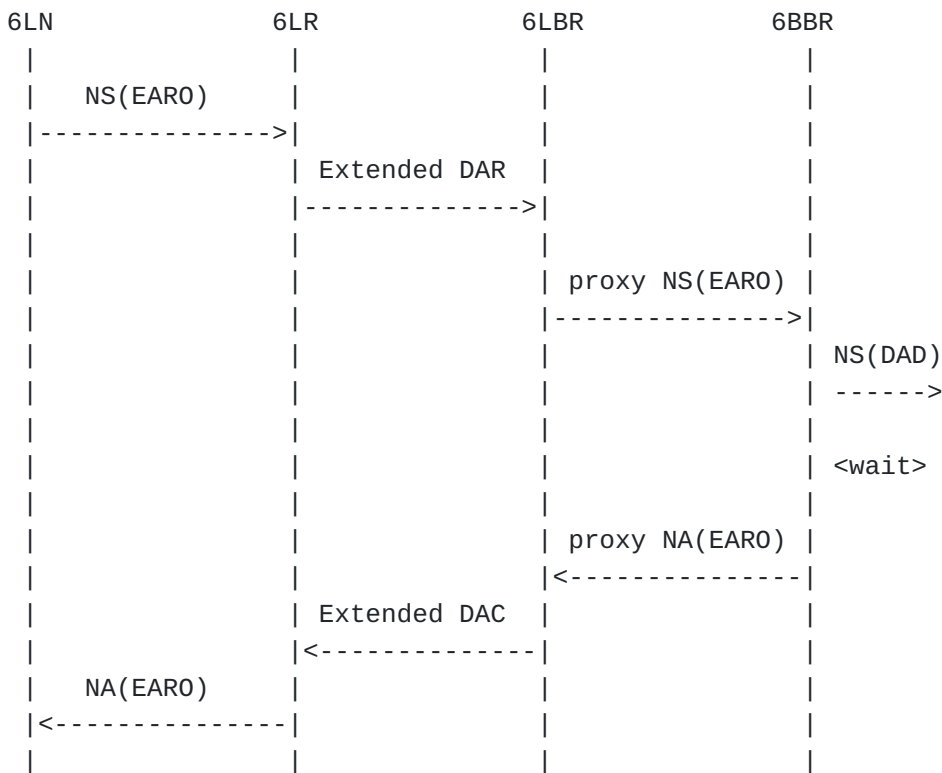 6LN 6LR 6LBR 6BBR
NS(EARO)
Extended DAR
proxy NS(EARO)
NS(DAD)
<wait>
proxy NA(EARO)
Extended DAC
NA(EARO)